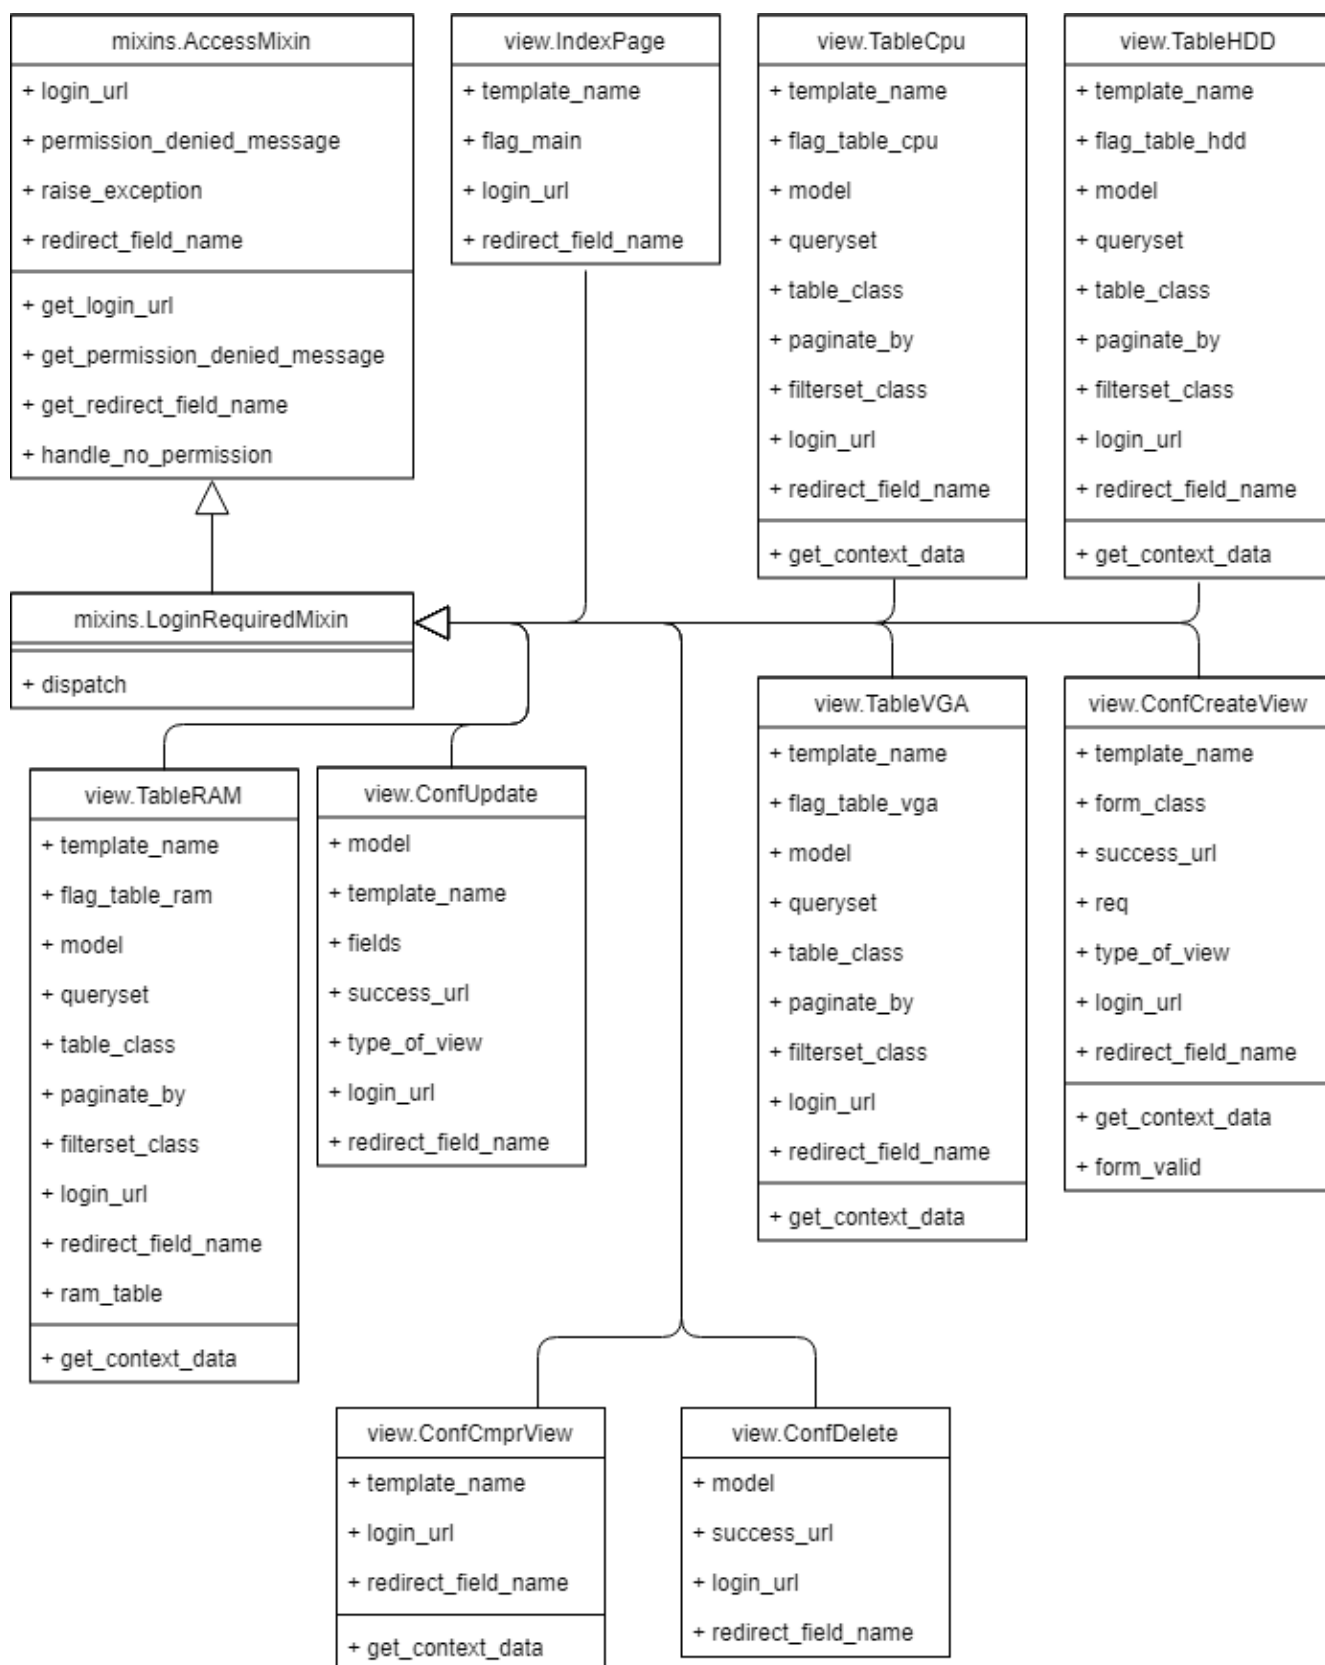 mixins.AccessMixin
+ login_url
+ permission_denied_message
+ raise_exception
+ redirect_field_name
+ get_login_url
+ get_permission_denied_message
+ get_redirect_field_name
+ handle_no_permission
view.IndexPage
+ template_name
+ flag_main
+ login_url
+ redirect_field_name
view.TableCpu
+ template_name
+ flag_table_cpu
+ model
+ queryset
+ table_class
+ paginate_by
+ filterset_class
+ login_url
+ redirect_field_name
+ get_context_data
view.TableHDD
+ template_name
+ flag_table_hdd
+ model
+ queryset
+ table_class
+ paginate_by
+ filterset_class
+ login_url
+ redirect_field_name
+ get_context_data
mixins.LoginRequiredMixin
+ dispatch
view.TableRAM
+ template_name
+ flag_table_ram
+ model
+ queryset
+ table_class
+ paginate_by
+ filterset_class
+ login_url
+ redirect_field_name
+ ram_table
+ get_context_data
view.ConfUpdate
+ model
+ template_name
+ fields
+ success_url
+ type_of_view
+ login_url
+ redirect_field_name
view.TableVGA
+ template_name
+ flag_table_vga
+ model
+ queryset
+ table_class
+ paginate_by
+ filterset_class
+ login_url
+ redirect_field_name
+ get_context_data
view.ConfCreateView
+ template_name
+ form_class
+ success_url
+ req
+ type_of_view
+ login_url
+ redirect_field_name
+ get_context_data
+ form_valid
view.ConfCmprView
+ template_name
+ login_url
+ redirect_field_name
+ get_context_data
view.ConfDelete
+ model
+ success_url
+ login_url
+ redirect_field_name